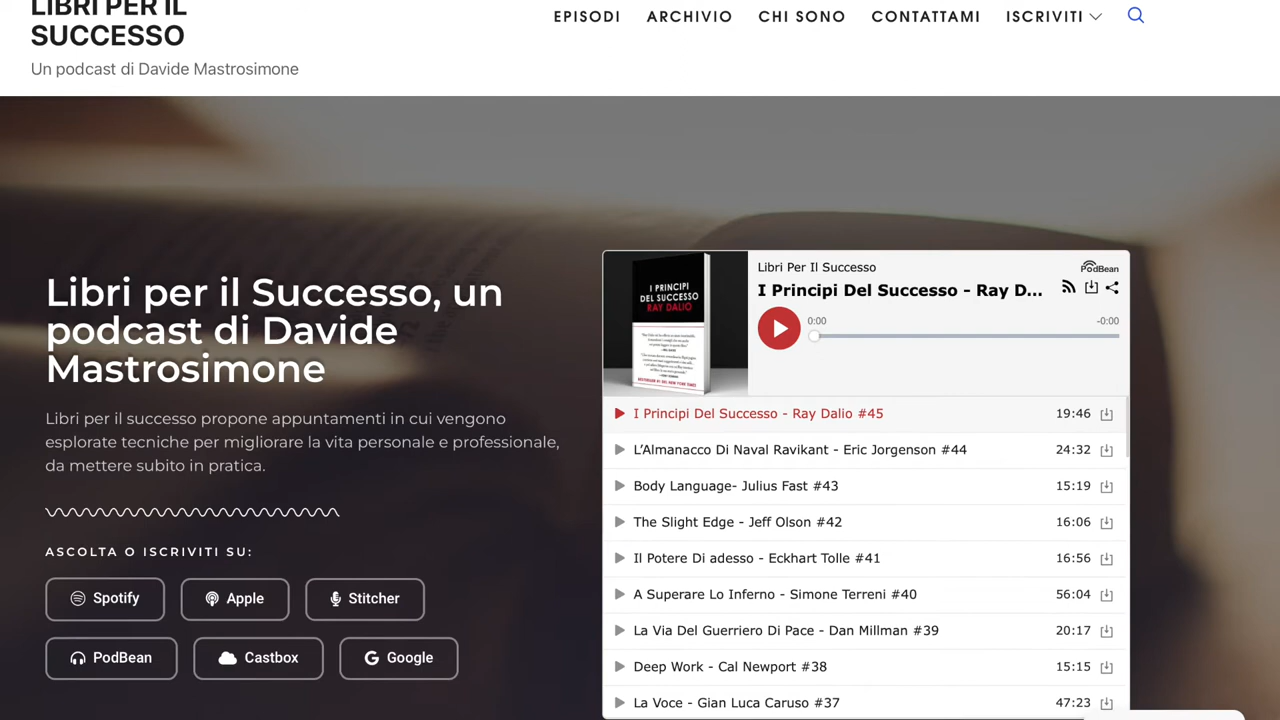 LIBRI PER IL
SUCCESSO
Un podcast di Davide Mastrosimone
EPISODI
ARCHIVIO
CHI SONO
CONTATTAMI
ISCRIVITI
Libri per il Successo, un
podcast di Davide
Mastrosimone
Libri per il successo propone appuntamenti in cui vengono
esplorate tecniche per migliorare la vita personale e professionale,
da mettere subito in pratica.
ASCOLTA O ISCRIVITI SU:
Spotify
Apple
Stitcher
PodBean
Castbox
Google
I PRINCIPI
DEL SUCCESSO
RAY DALIO
Libri Per Il Successo
PodBean
I Principi Del Successo - Ray D...
0:00
-0:00
I Principi Del Successo - Ray Dalio #45 19:46
L’Almanacco Di Naval Ravikant - Eric Jorgenson #44 24:32
Body Language- Julius Fast #43 15:19
The Slight Edge - Jeff Olson #42 16:06
Il Potere Di adesso - Eckhart Tolle #41 16:56
A Superare Lo Inferno - Simone Terreni #40 56:04
La Via Del Guerriero Di Pace - Dan Millman #39 20:17
Deep Work - Cal Newport #38 15:15
La Voce - Gian Luca Caruso #37 47:23